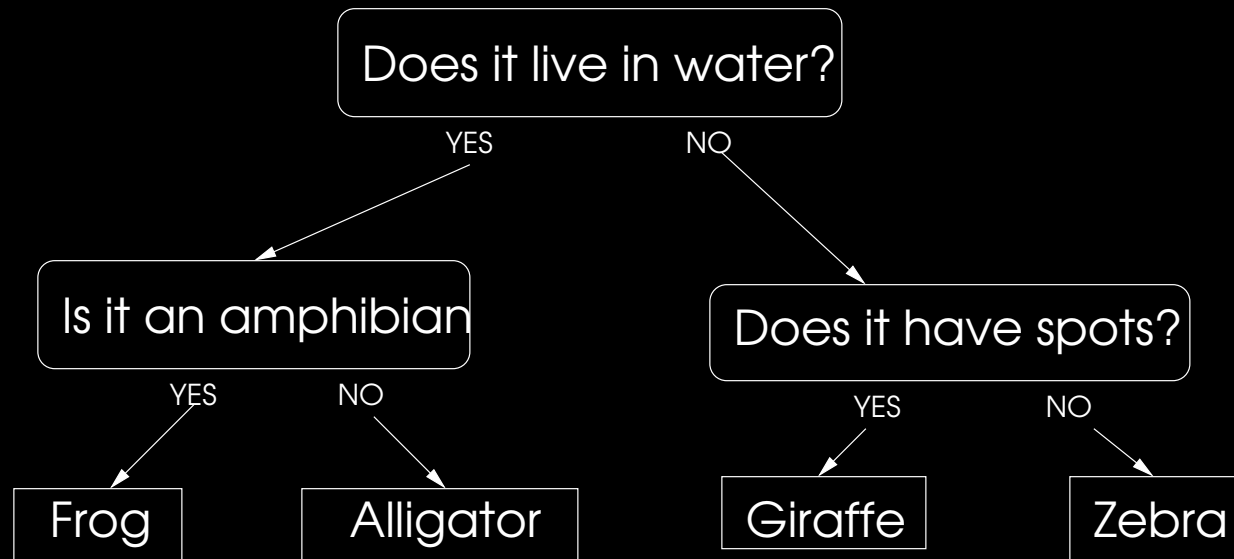 Does it live in water?
YES
NO
Is it an amphibian
Does it have spots?
YES
NO
YES
NO
Frog
Alligator
Giraffe
Zebra